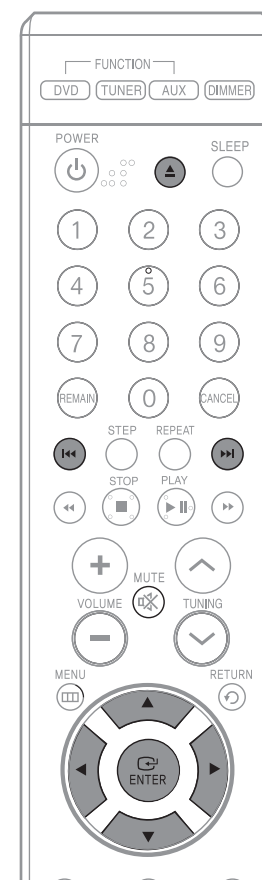 FUNCTION
DVD TUNER AUX DIMMER
POWER
SLEEP
1 2 3
4 5 6
7 8 9
REMAIN 0 CANCEL
STEP REPEAT
STOP PLAY
MUTE
VOLUME TUNING
MENU RETURN
ENTER